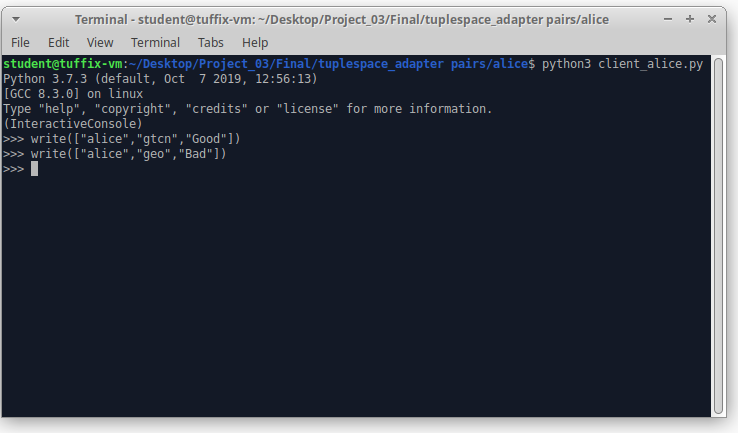 Terminal - student@tuffix-vm: ~/Desktop/Project_03/Final/tuplespace_adapter pairs/alice
File Edit View Terminal Tabs Help
student@tuffix-vm:~/Desktop/Project_03/Final/tuplespace_adapter pairs/alice$ python3 client_alice.py
Python 3.7.3 (default, Oct  7 2019, 12:56:13)
[GCC 8.3.0] on linux
Type "help", "copyright", "credits" or "license" for more information.
(InteractiveConsole)
>>> write(["alice","gtcn","Good"])
>>> write(["alice","geo","Bad"])
>>>